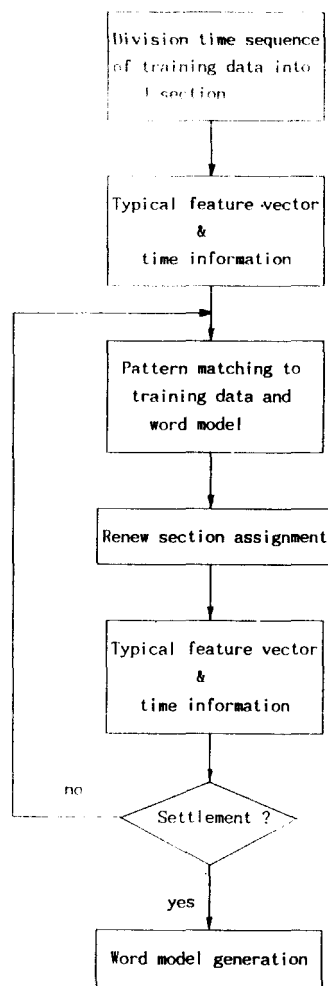 Division time sequence
of training data into
section
Typical feature vector
&
time information
Pattern matching to
training data and
word model
Renew section assignment
Typical feature vector
&
time information
no
Settlement ?
yes
Word model generation